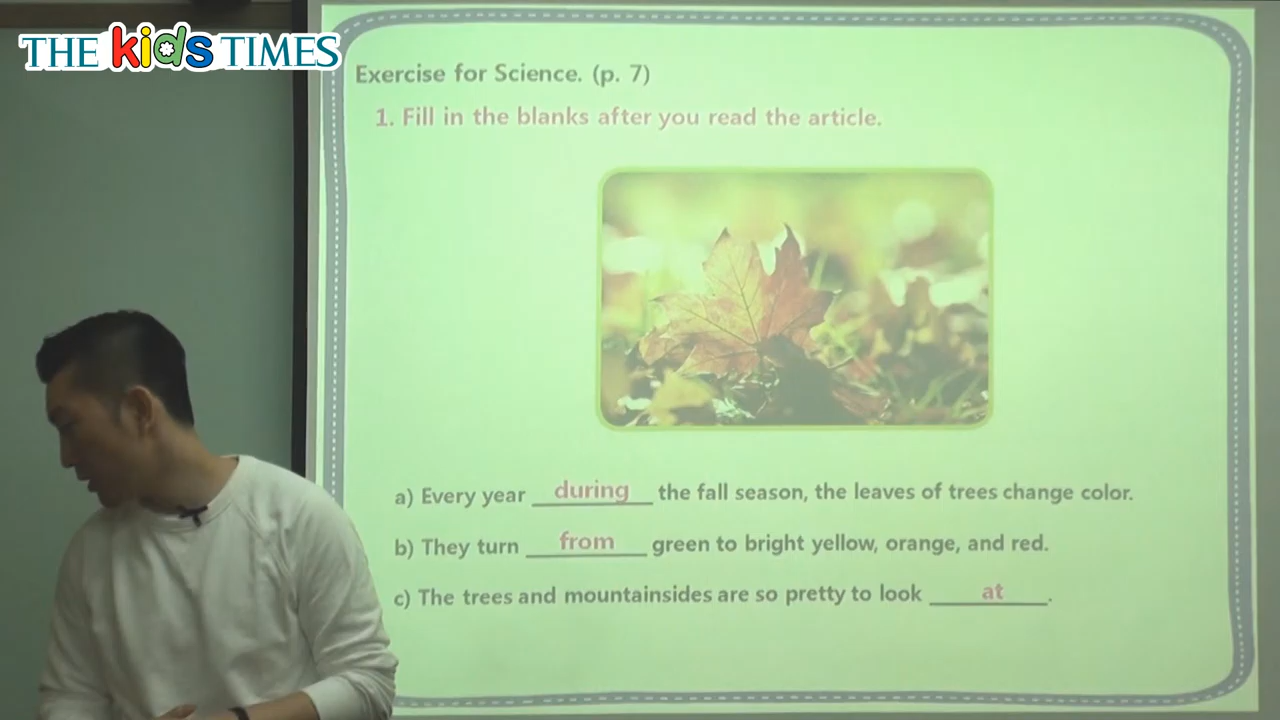 THE kids TIMES
Exercise for Science. (p. 7)
1. Fill in the blanks after you read the article.
a) Every year during the fall season, the leaves of trees change color.
b) They turn from green to bright yellow, orange, and red.
c) The trees and mountainsides are so pretty to look at.